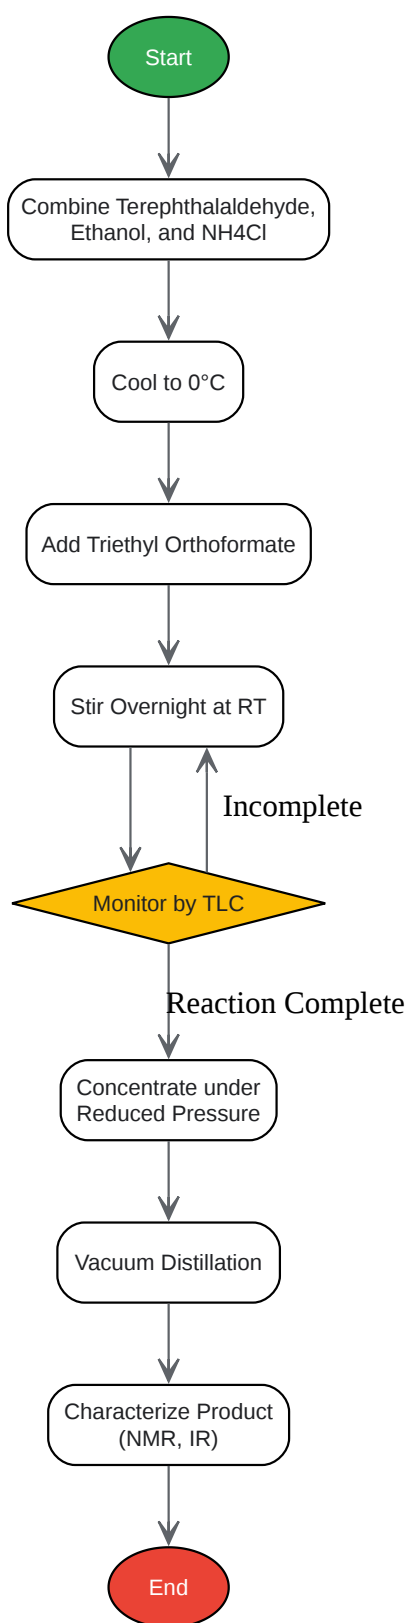 Start
Combine Terephthalaldehyde,
Ethanol, and NH4Cl
Cool to 0°C
Add Triethyl Orthoformate
Stir Overnight at RT
Incomplete
Monitor by TLC
Reaction Complete
Concentrate under
Reduced Pressure
Vacuum Distillation
Characterize Product
(NMR, IR)
End